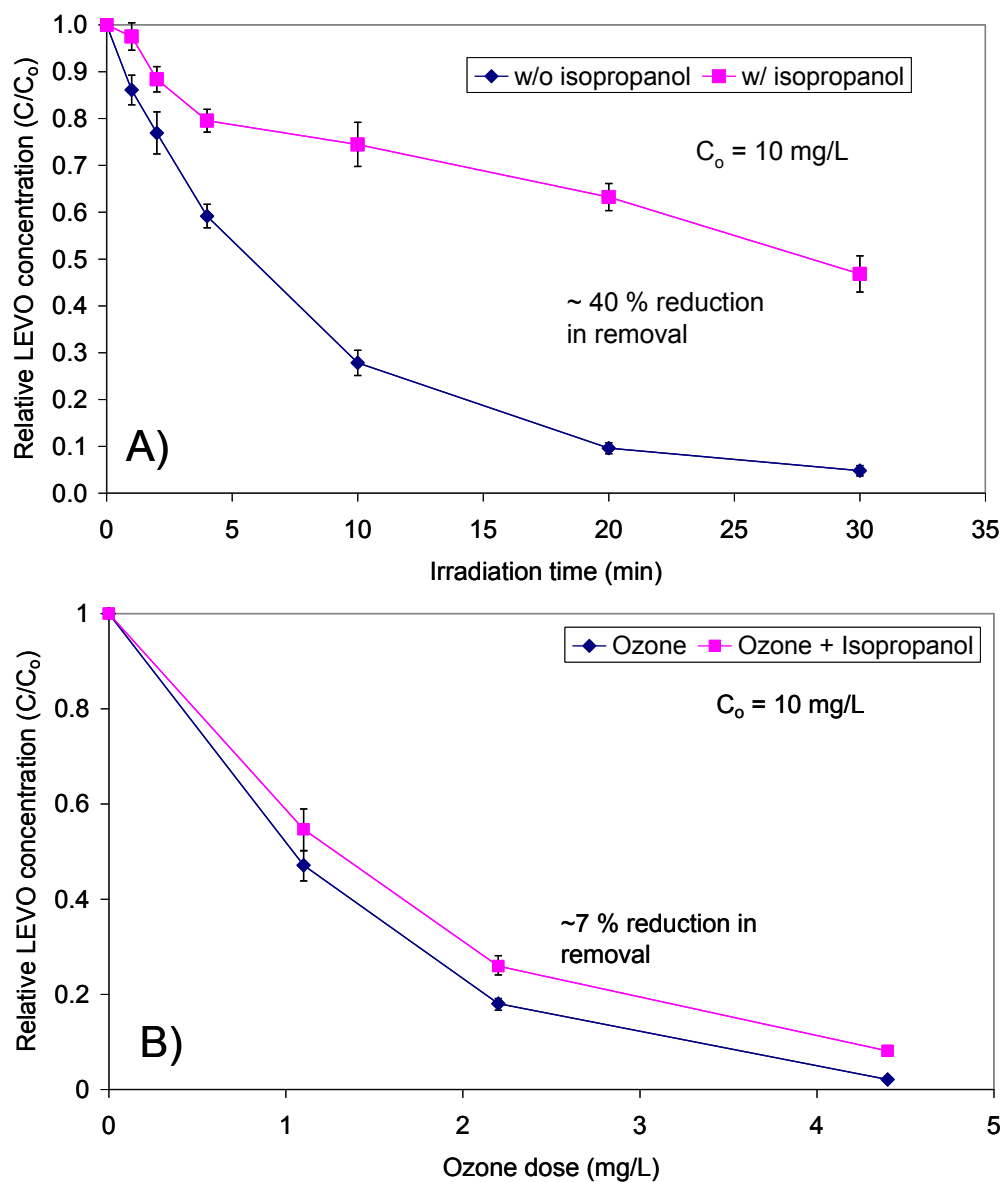 Relative LEVO concentration (C/Co)
1.0
0.9
0.8
0.7
0.6
0.5
0.4
0.3
0.2
0.1
0.0
w/o isopropanol w/ isopropanol
Co = 10 mg/L
~ 40 % reduction
in removal
A)
0 5 10 15 20 25 30 35
Irradiation time (min)
Relative LEVO concentration (C/Co)
1
0.8
0.6
0.4
0.2
0
Ozone Ozone + Isopropanol
Co = 10 mg/L
~7 % reduction in
removal
B)
0 1 2 3 4 5
Ozone dose (mg/L)